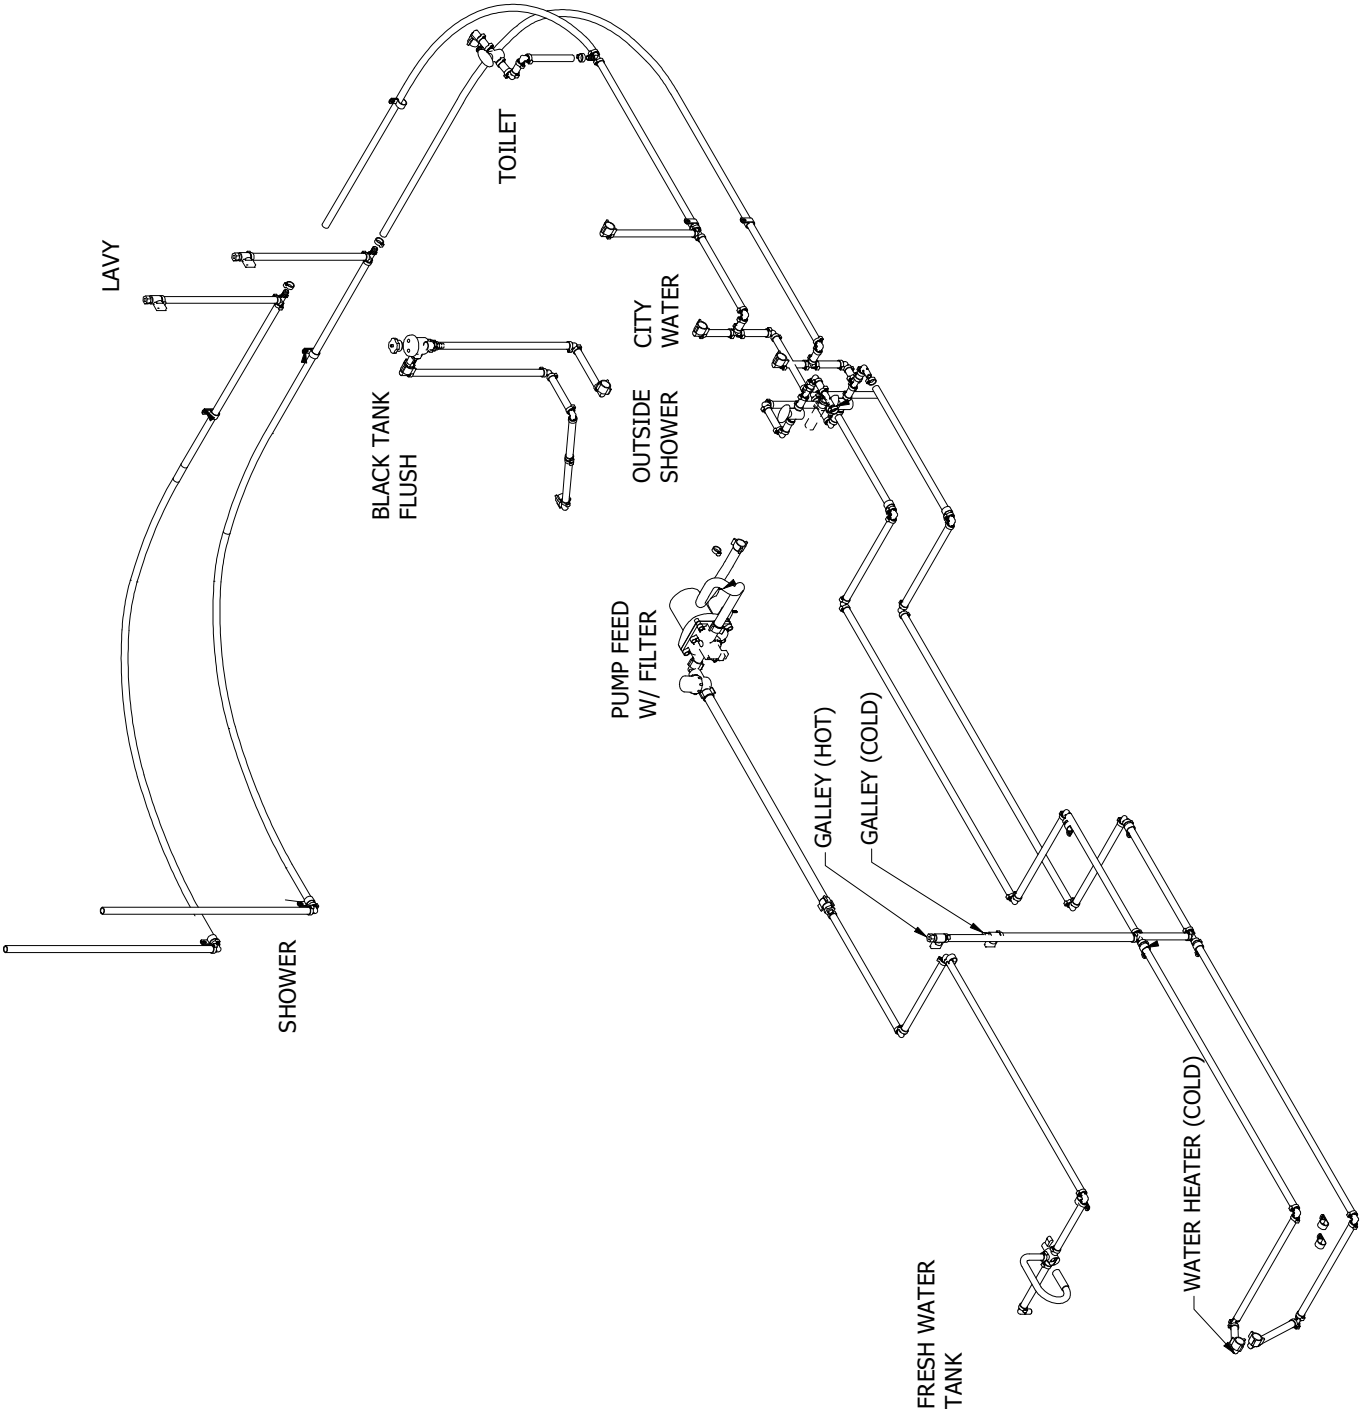 LAVY
TOILET
BLACK TANK
FLUSH
CITY
WATER
OUTSIDE
SHOWER
PUMP FEED
W/ FILTER
GALLEY (HOT)
GALLEY (COLD)
SHOWER
WATER HEATER (COLD)
FRESH WATER
TANK